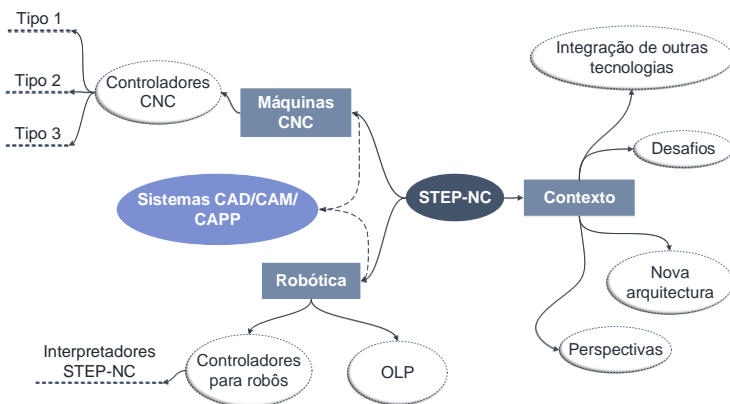 Tipo 1
Tipo 2
Tipo 3
Controladores
CNC
Máquinas
CNC
Integração de outras
tecnologias
Desafios
Sistemas CAD/CAM/
CAPP
STEP-NC
Contexto
Robótica
Nova
arquitectura
Interpretadores
STEP-NC
Controladores
para robôs
OLP
Perspectivas